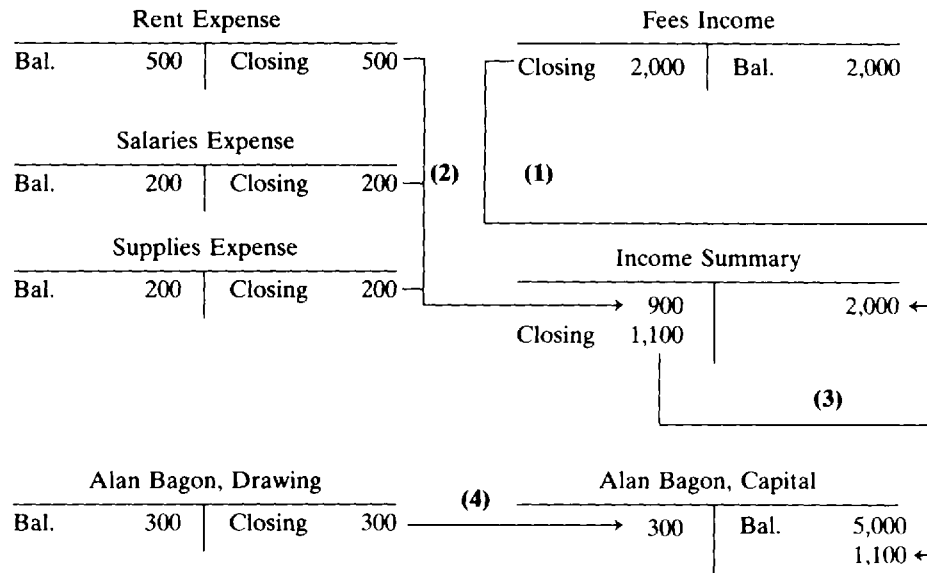 Rent Expense
Bal. 500 Closing 500
Fees Income
Closing 2,000 Bal. 2,000
Salaries Expense
Bal. 200 Closing 200
(2)
(1)
Supplies Expense
Bal. 200 Closing 200
Income Summary
900 2,000
Closing 1,100
(3)
Alan Bagon, Drawing
Bal. 300 Closing 300
(4)
Alan Bagon, Capital
300 Bal. 5,000
1,100